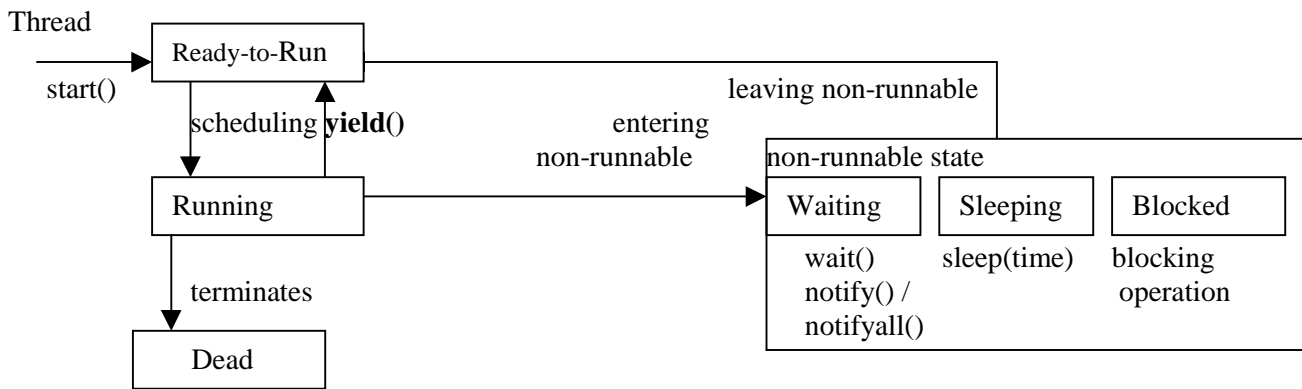 Thread
Ready-to-Run
start()
leaving non-runnable
scheduling yield()
entering
non-runnable
non-runnable state
Running
Waiting
Sleeping
Blocked
wait()
notify() /
notifyall()
sleep(time)
blocking
operation
terminates
Dead